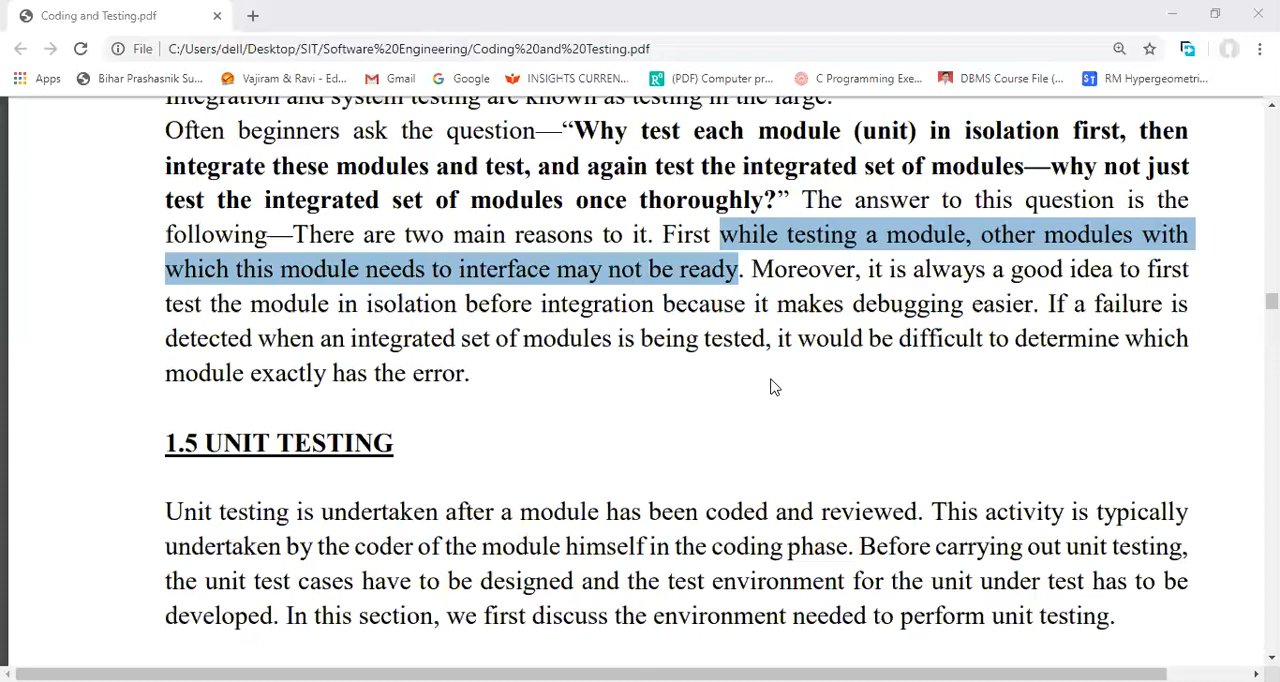 Coding and Testing.pdf
File | C:/Users/dell/Desktop/SIT/Software%20Engineering/Coding%20and%20Testing.pdf
Apps Bihar Prashasnik Su... Vajiram & Ravi - Ed... Gmail Google INSIGHTS CURREN... (PDF) Computer pr... C Programming Exe... DBMS Course File (... RM Hypergeometri...
Integration and system testing are known as testing in the large.
Often beginners ask the question—“Why test each module (unit) in isolation first, then
integrate these modules and test, and again test the integrated set of modules—why not just
test the integrated set of modules once thoroughly?” The answer to this question is the
following—There are two main reasons to it. First while testing a module, other modules with
which this module needs to interface may not be ready. Moreover, it is always a good idea to first
test the module in isolation before integration because it makes debugging easier. If a failure is
detected when an integrated set of modules is being tested, it would be difficult to determine which
module exactly has the error.
1.5 UNIT TESTING
Unit testing is undertaken after a module has been coded and reviewed. This activity is typically
undertaken by the coder of the module himself in the coding phase. Before carrying out unit testing,
the unit test cases have to be designed and the test environment for the unit under test has to be
developed. In this section, we first discuss the environment needed to perform unit testing.